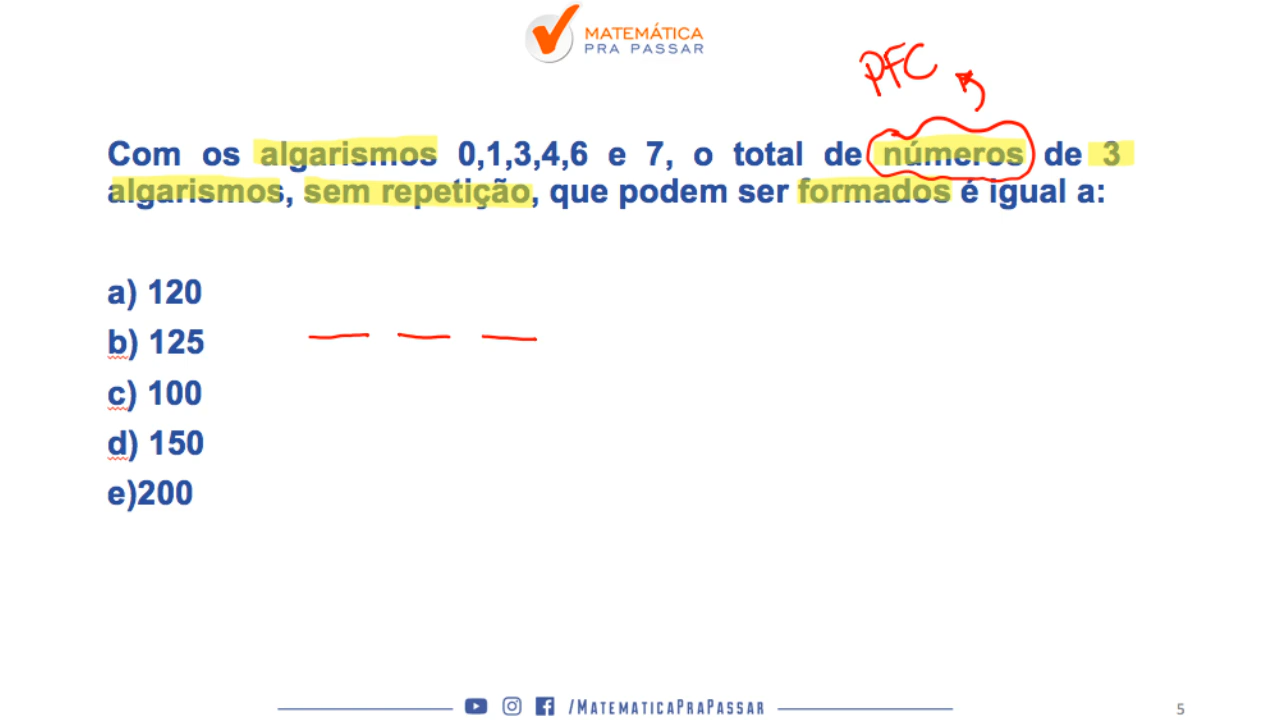 MATEMÁTICA
PRA PASSAR
PFC
Com os algarismos 0,1,3,4,6 e 7, o total de números de 3
algarismos, sem repetição, que podem ser formados é igual a:
a) 120
b) 125
c) 100
d) 150
e)200
/MATEMATICAPRAPASSAR
5